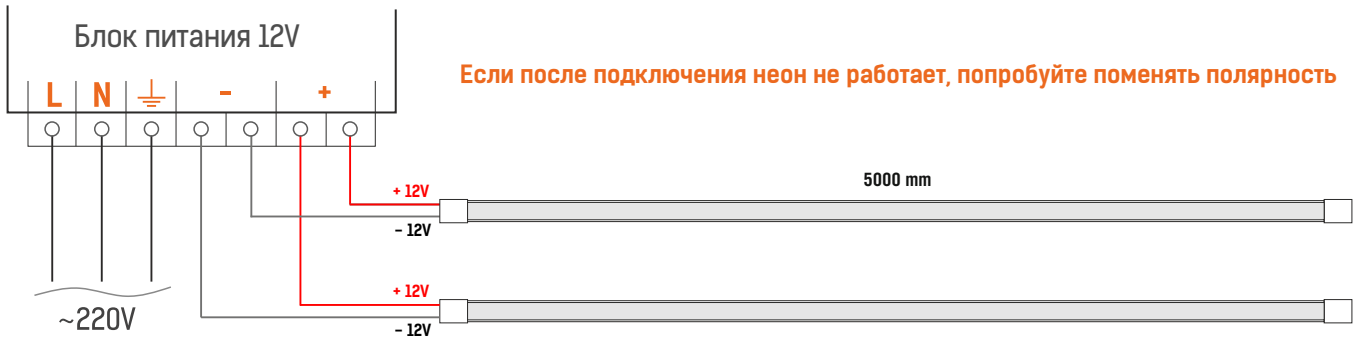 Блок питания 12V
Если после подключения неон не работает, попробуйте поменять полярность
L N - +
5000 mm
+ 12V
- 12V
+ 12V
- 12V
~220V